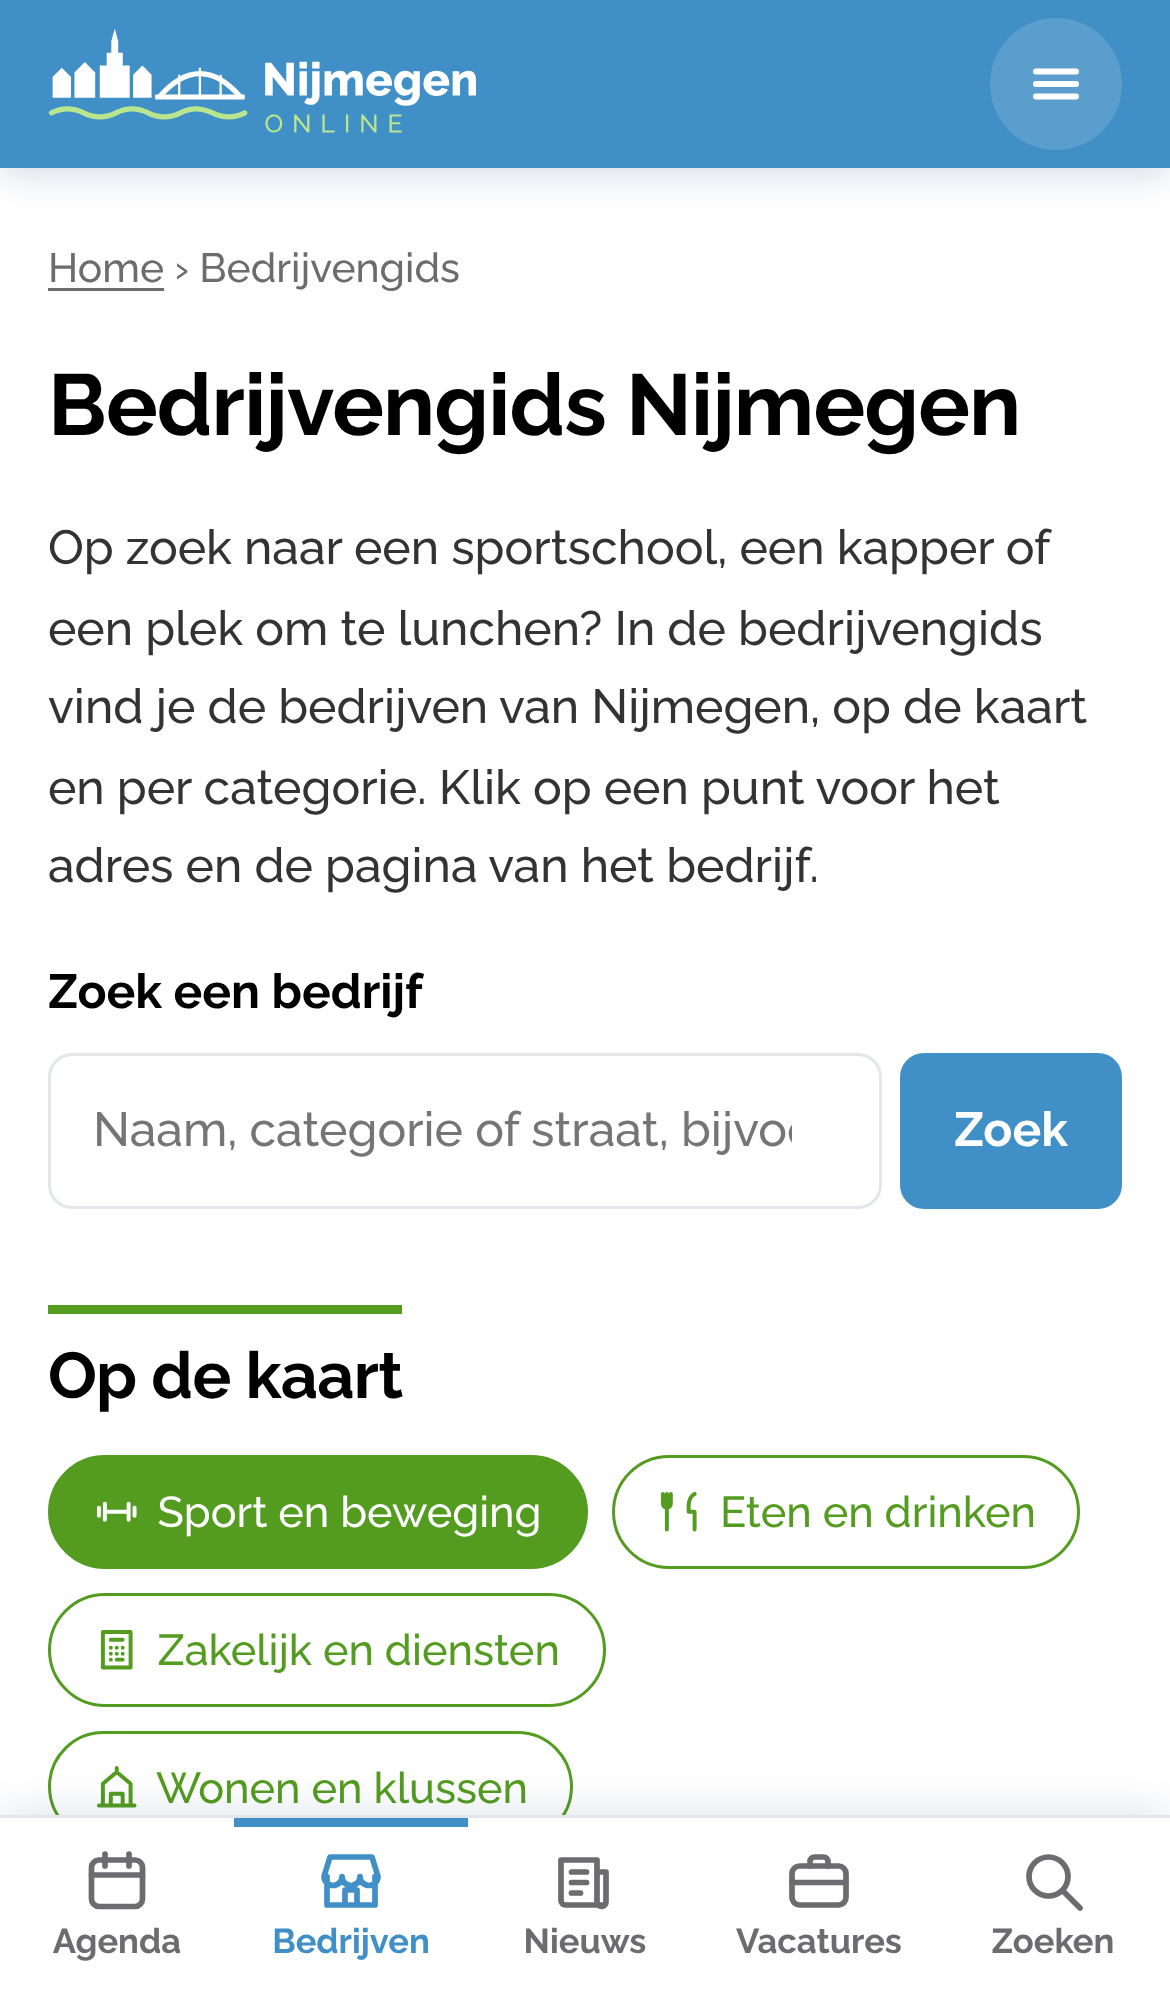 Nijmegen
ONLINE
Home › Bedrijvengids
Bedrijvengids Nijmegen
Op zoek naar een sportschool, een kapper of
een plek om te lunchen? In de bedrijvengids
vind je de bedrijven van Nijmegen, op de kaart
en per categorie. Klik op een punt voor het
adres en de pagina van het bedrijf.
Zoek een bedrijf
Naam, categorie of straat, bijvoo
Zoek
Op de kaart
Sport en beweging
Eten en drinken
Zakelijk en diensten
Wonen en klussen
Agenda
Bedrijven
Nieuws
Vacatures
Zoeken